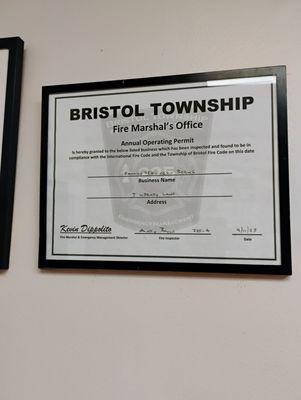 BRISTOL TOWNSHIP
Fire Marshal's Office
Annual Operating Permit
Is hereby granted to the below listed business which has been inspected and found to be in
compliance with the International Fire Code and the Township of Bristol Fire Code on this date
Business Name
Address
Kevin Dippolito
Fire Marshal & Emergency Management Director
Fire Inspector
Date